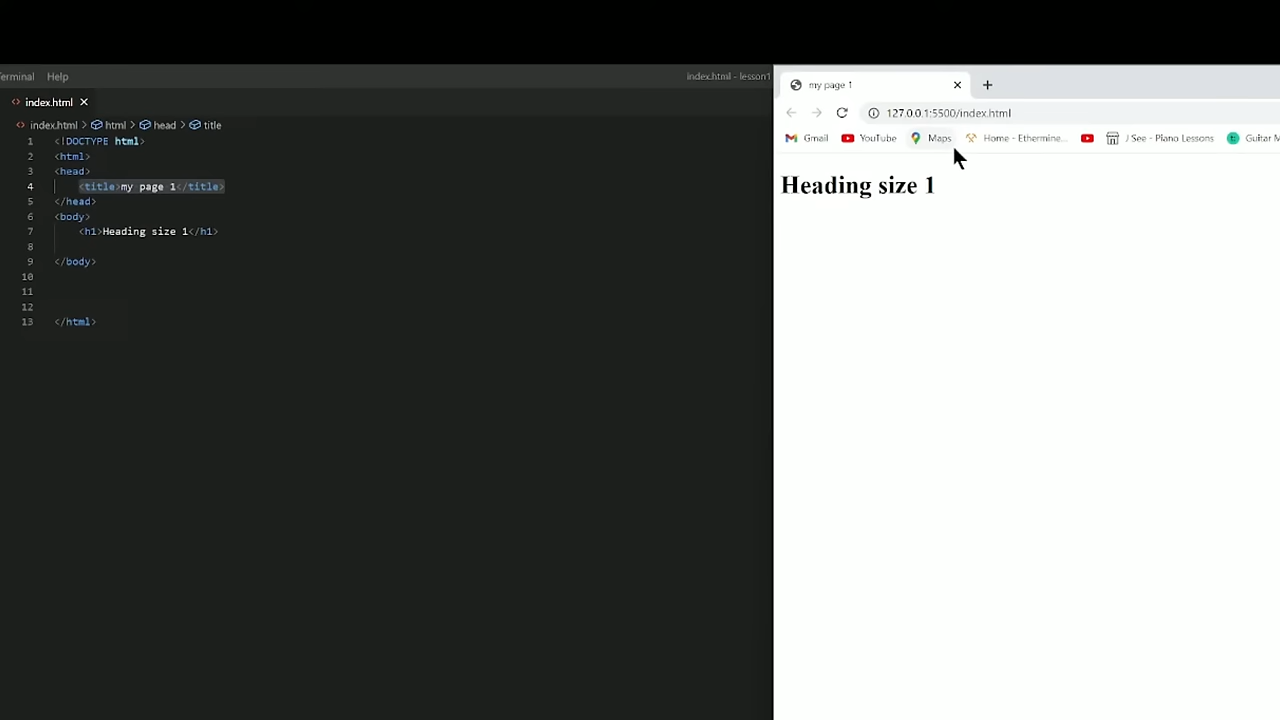 Terminal Help index.html - lesson1
index.html
index.html > html > head > title
1 <!DOCTYPE html>
2 <html>
3 <head>
4 <title>my page 1</title>
5 </head>
6 <body>
7 <h1>Heading size 1</h1>
8
9 </body>
10
11
12
13 </html>
my page 1
127.0.0.1:5500/index.html
Gmail YouTube Maps Home - Ethermine... J See - Piano Lessons Guitar M
Heading size 1